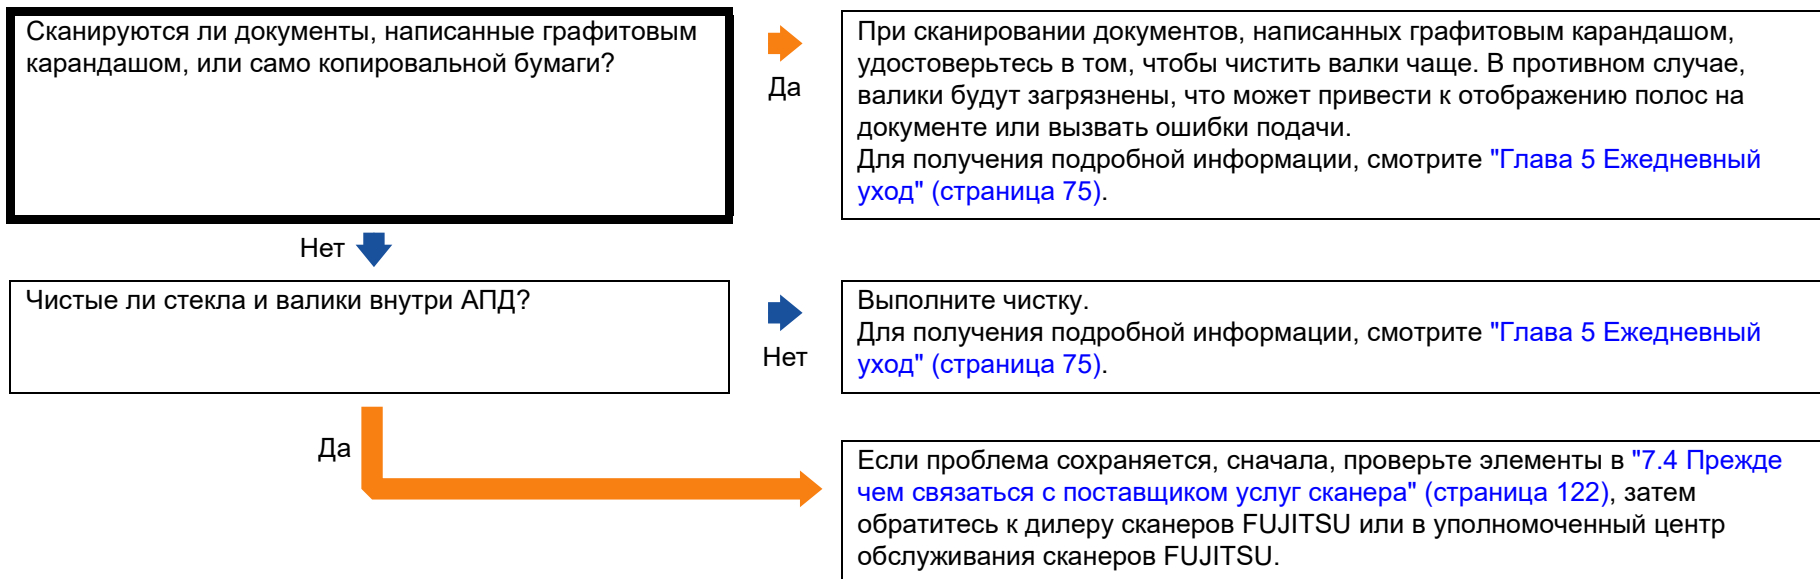 Сканируются ли документы, написанные графитовым
карандашом, или само копировальной бумаги?
Да
При сканировании документов, написанных графитовым карандашом,
удостоверьтесь в том, чтобы чистить валки чаще. В противном случае,
валики будут загрязнены, что может привести к отображению полос на
документе или вызвать ошибки подачи.
Для получения подробной информации, смотрите "Глава 5 Ежедневный
уход" (страница 75).
Нет
Чистые ли стекла и валики внутри АПД?
Нет
Выполните чистку.
Для получения подробной информации, смотрите "Глава 5 Ежедневный
уход" (страница 75).
Да
Если проблема сохраняется, сначала, проверьте элементы в "7.4 Прежде
чем связаться с поставщиком услуг сканера" (страница 122), затем
обратитесь к дилеру сканеров FUJITSU или в уполномоченный центр
обслуживания сканеров FUJITSU.